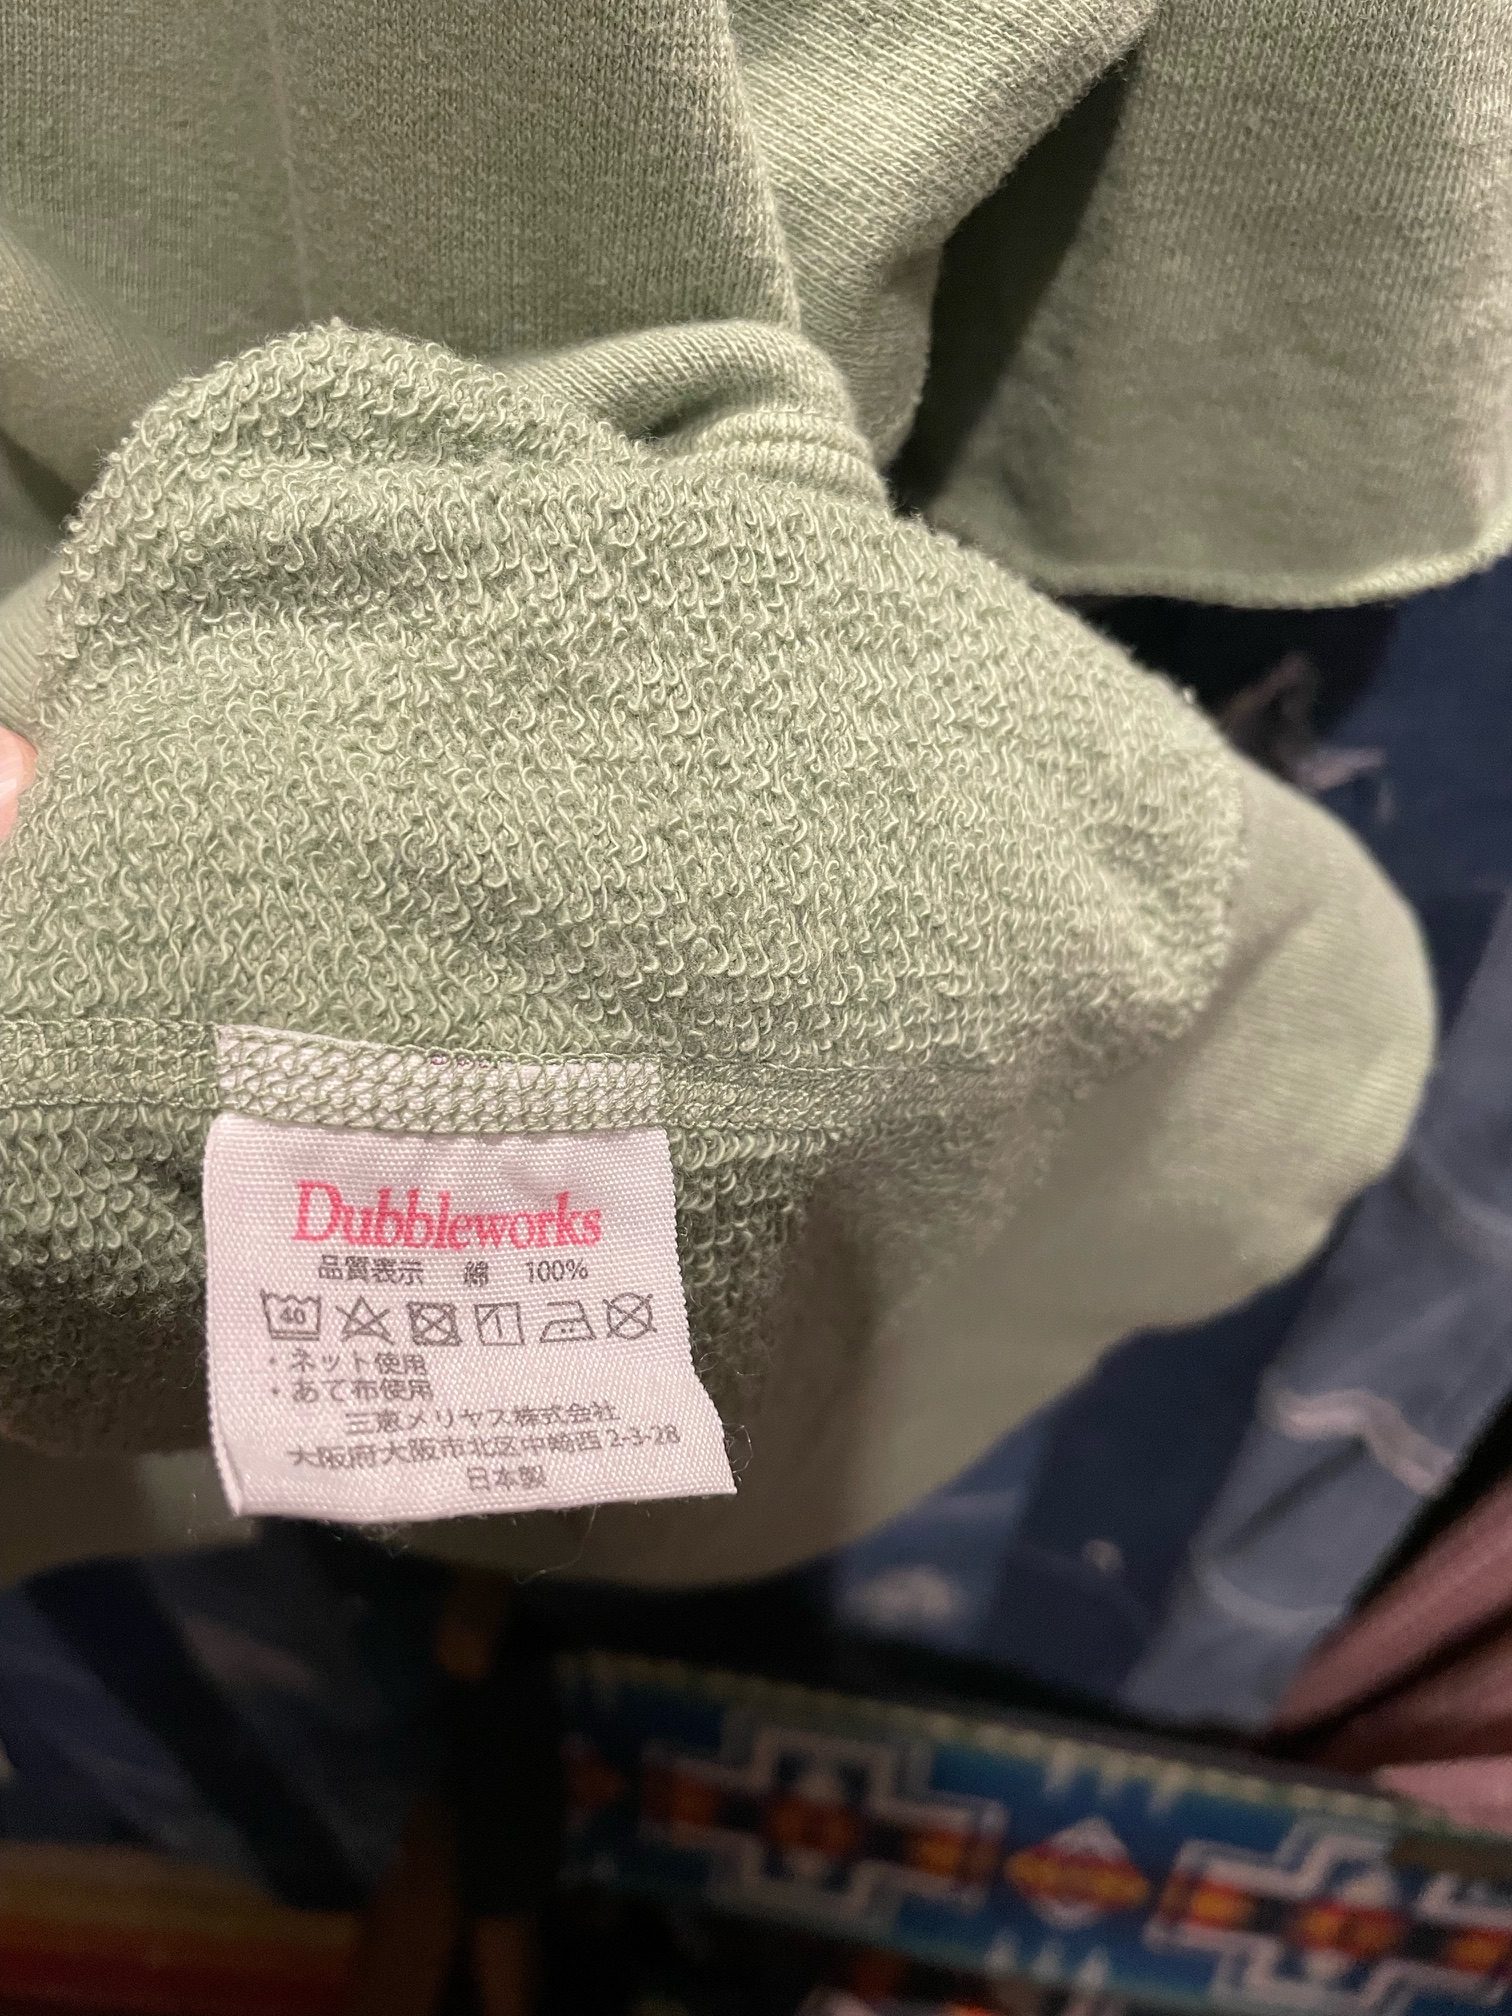 Dubbleworks
品質表示 綿 100%
40
・ネット使用
・あて布使用
三恵メリヤス株式会社
大阪府大阪市北区中崎西2-3-28
日本製